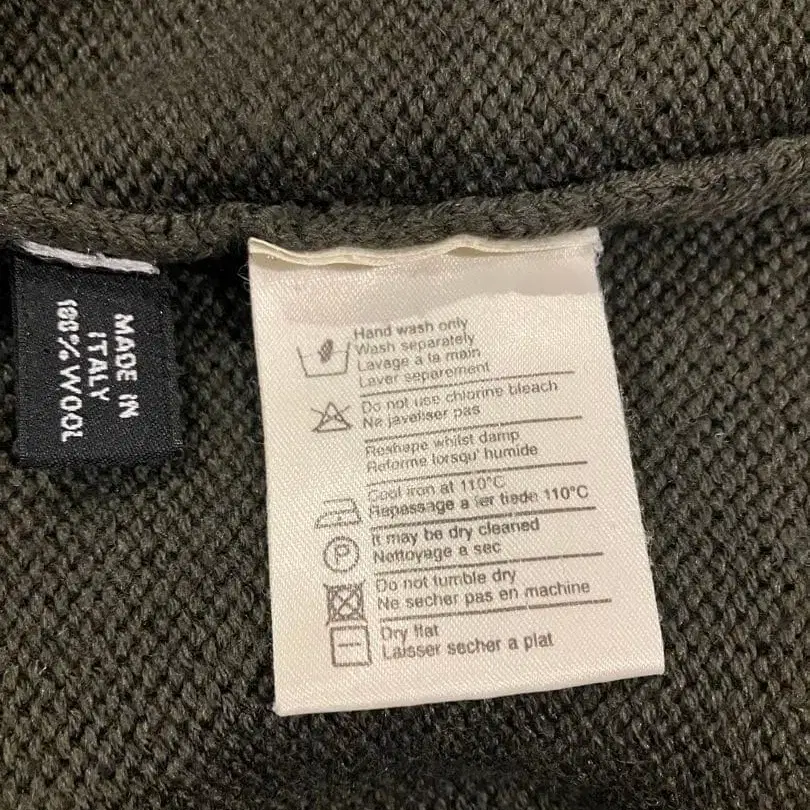 MADE IN
ITALY
100% WOOL
Hand wash only
Wash separately
Lavage a la main
Laver separement
Do not use chlorine bleach
Ne javeliser pas
Reshape whilst damp
Reforme lorsqu' humide
Cool iron at 110°C
Repassage a fer tiede 110°C
P
It may be dry cleaned
Nettoyage a sec
Do not tumble dry
Ne secher pas en machine
Dry flat
Laisser secher a plat